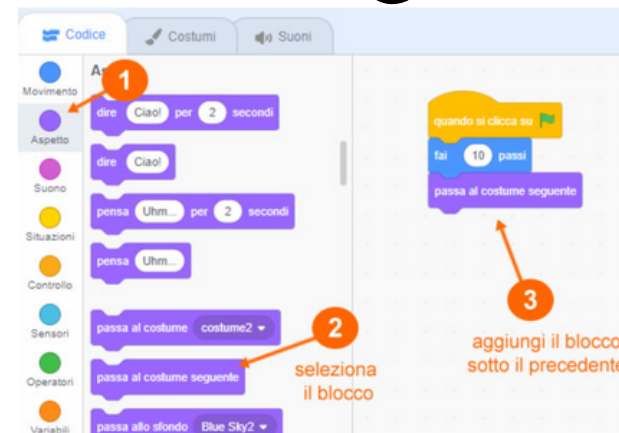 Codice
Costumi
Suoni
Movimento
Aspetto
Suono
Situazioni
Controllo
Sensori
Operatori
Variabili
1
dire Ciao! per 2 secondi
dire Ciao!
pensa Uhm... per 2 secondi
pensa Uhm...
passa al costume costume2
passa al costume seguente
passa allo sfondo Blue Sky2
2
seleziona
il blocco
quando si clicca su
fai 10 passi
passa al costume seguente
3
aggiungi il blocco
sotto il precedente